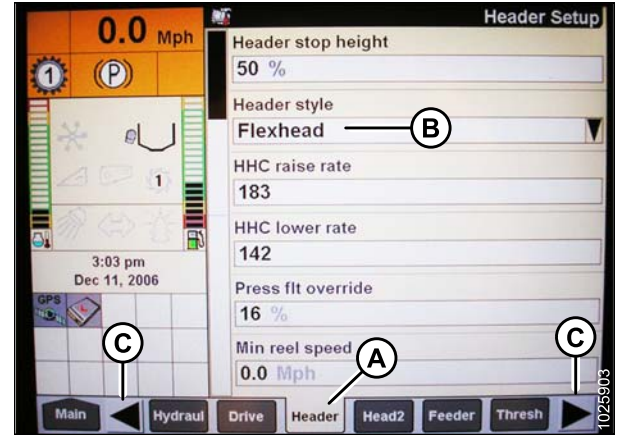 Header Setup
0.0 Mph
1
(P)
1
3:03 pm
Dec 11, 2006
GPS
Header stop height
50 %
Header style
Flexhead
B
HHC raise rate
183
HHC lower rate
142
Press flt override
16 %
Min reel speed
0.0 Mph
A
C
C
Main
Hydraul
Drive
Header
Head2
Feeder
Thresh
1025903